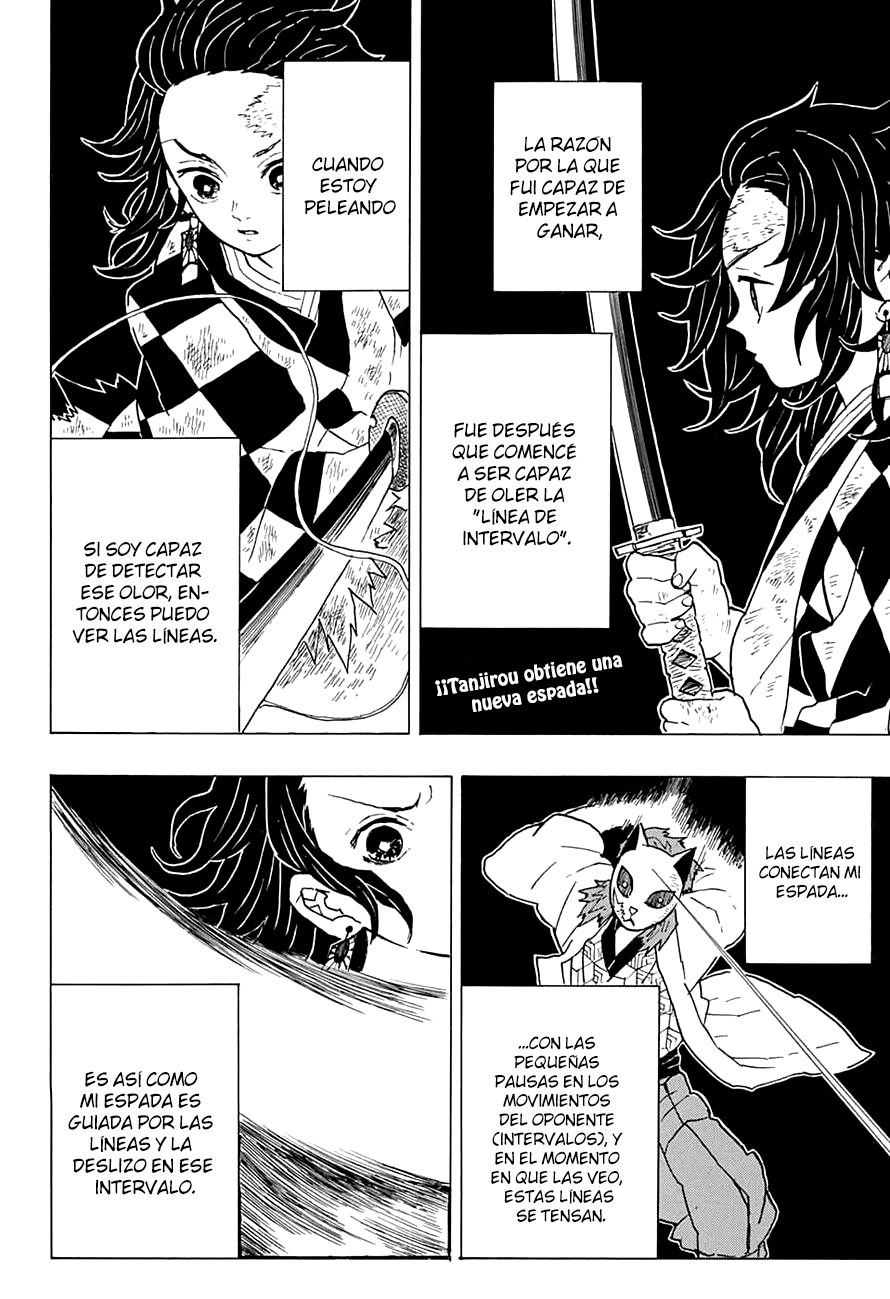 LA RAZÓN
POR LA QUE
FUI CAPAZ DE
EMPEZAR A
GANAR,
FUE DESPUÉS
QUE COMENCÉ
A SER CAPAZ
DE OLER LA
"LÍNEA DE
INTERVALO".
¡¡Tanjirou obtiene una
nueva espada!!
CUANDO
ESTOY
PELEANDO
SI SOY CAPAZ
DE DETECTAR
ESE OLOR, EN-
TONCES PUEDO
VER LAS LÍNEAS.
LAS LÍNEAS
CONECTAN MI
ESPADA...
...CON LAS
PEQUEÑAS
PAUSAS EN LOS
MOVIMIENTOS
DEL OPONENTE
(INTERVALOS), Y
EN EL MOMENTO
EN QUE LAS VEO,
ESTAS LÍNEAS
SE TENSAN.
ES ASÍ COMO
MI ESPADA ES
GUIADA POR LAS
LÍNEAS Y LA
DESLIZO EN ESE
INTERVALO.